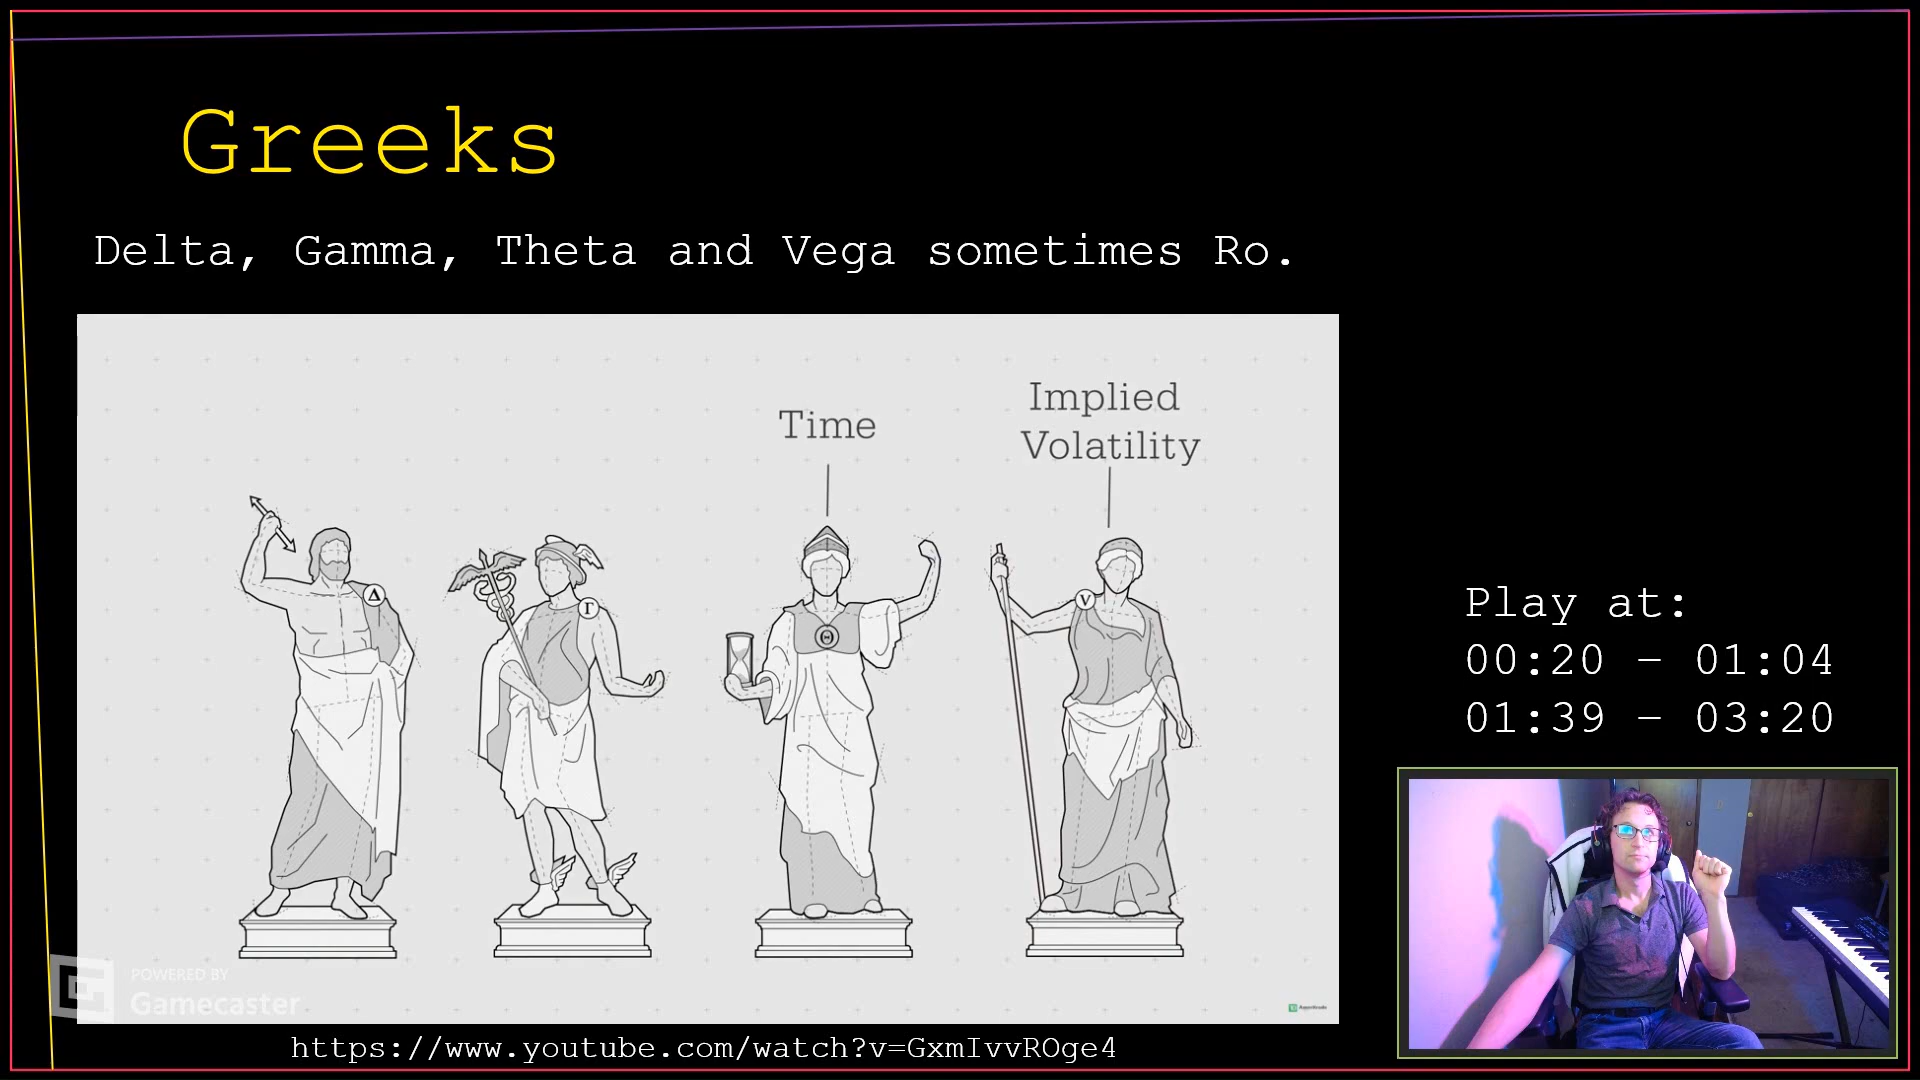 Greeks
Delta, Gamma, Theta and Vega sometimes Ro.
Time
Implied
Volatility
Δ
Γ
Θ
V
Play at:
00:20 – 01:04
01:39 – 03:20
POWERED BY
Gamecaster
https://www.youtube.com/watch?v=GxmIvvROge4